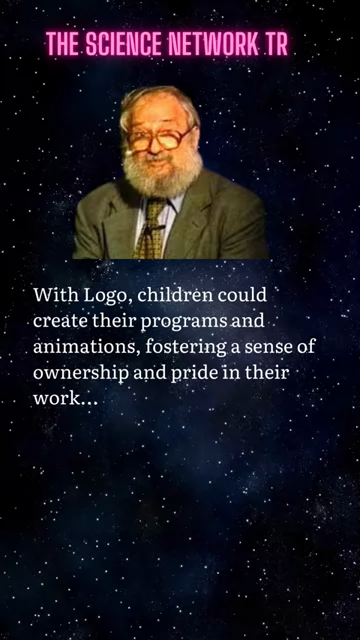 THE SCIENCE NETWORK TR
With Logo, children could
create their programs and
animations, fostering a sense of
ownership and pride in their
work...